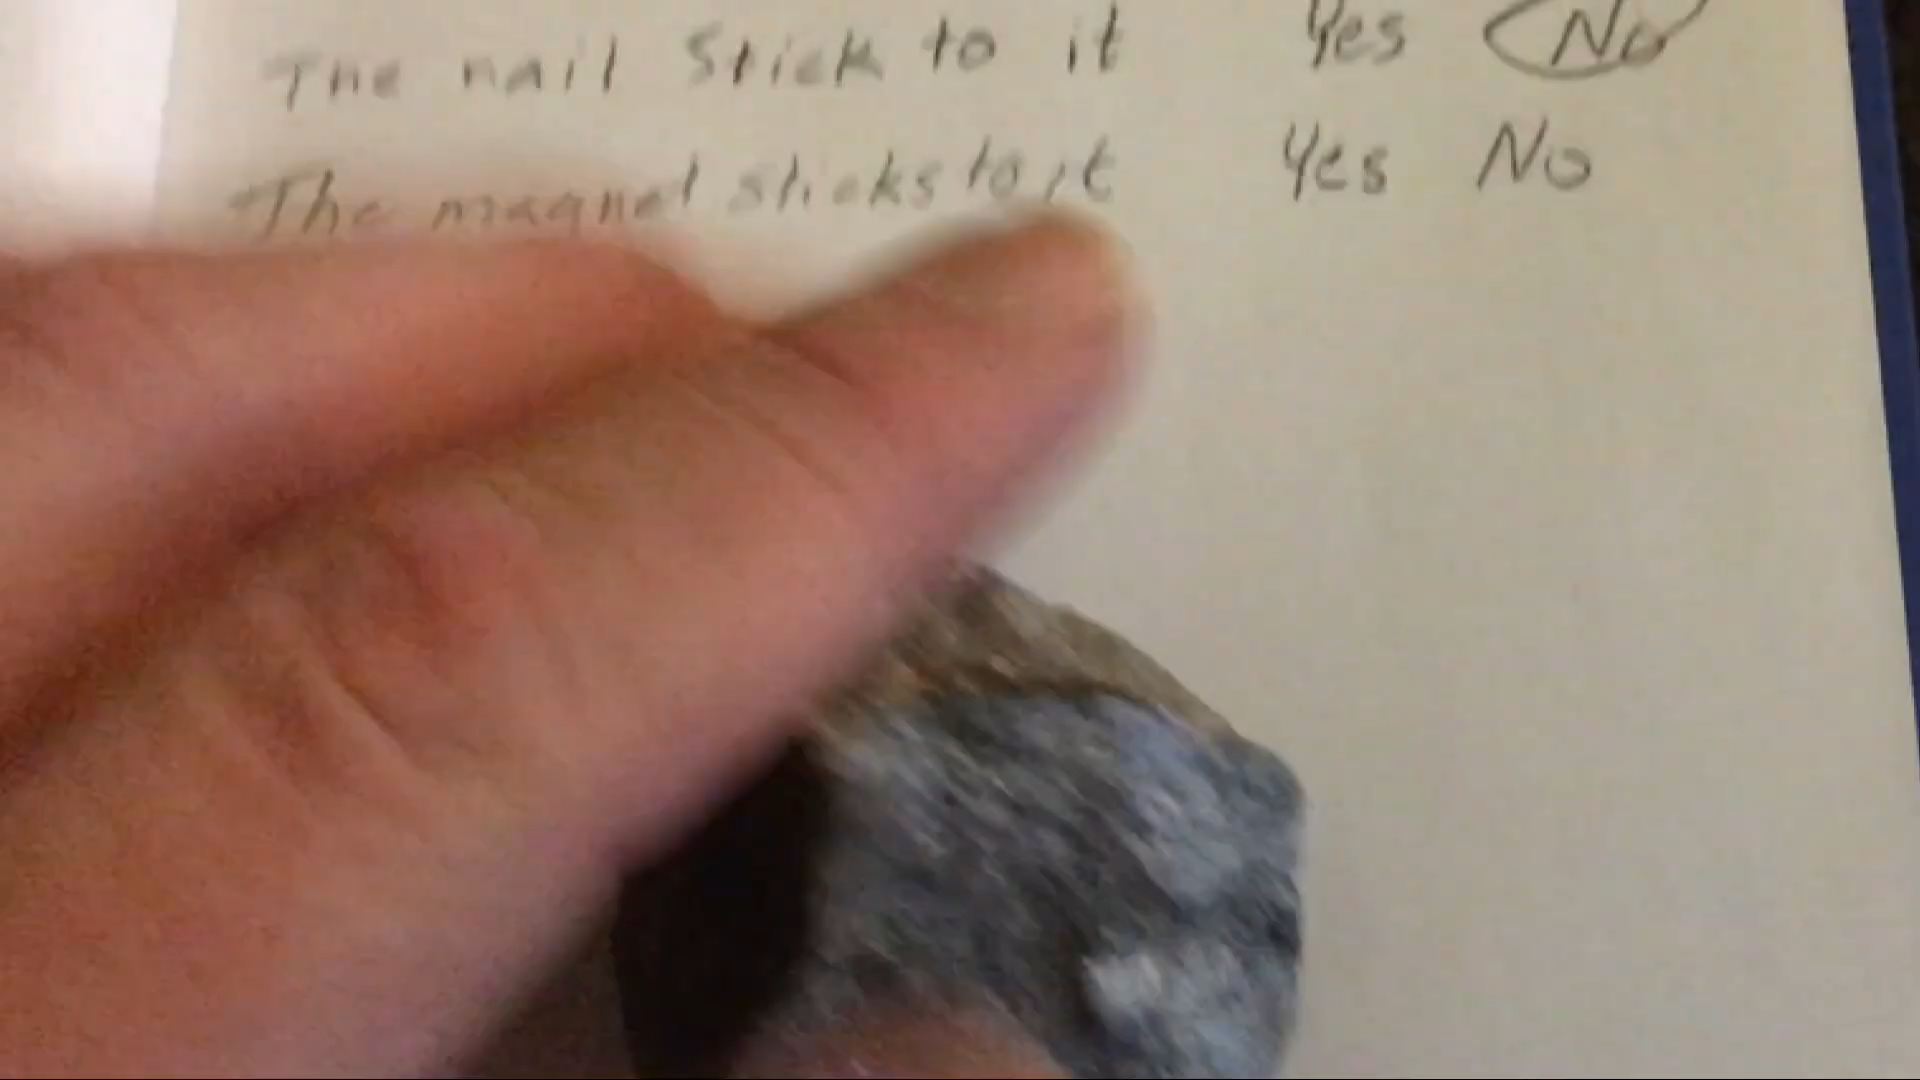 The nail Stick to it Yes No
The magnet sticks to it Yes No